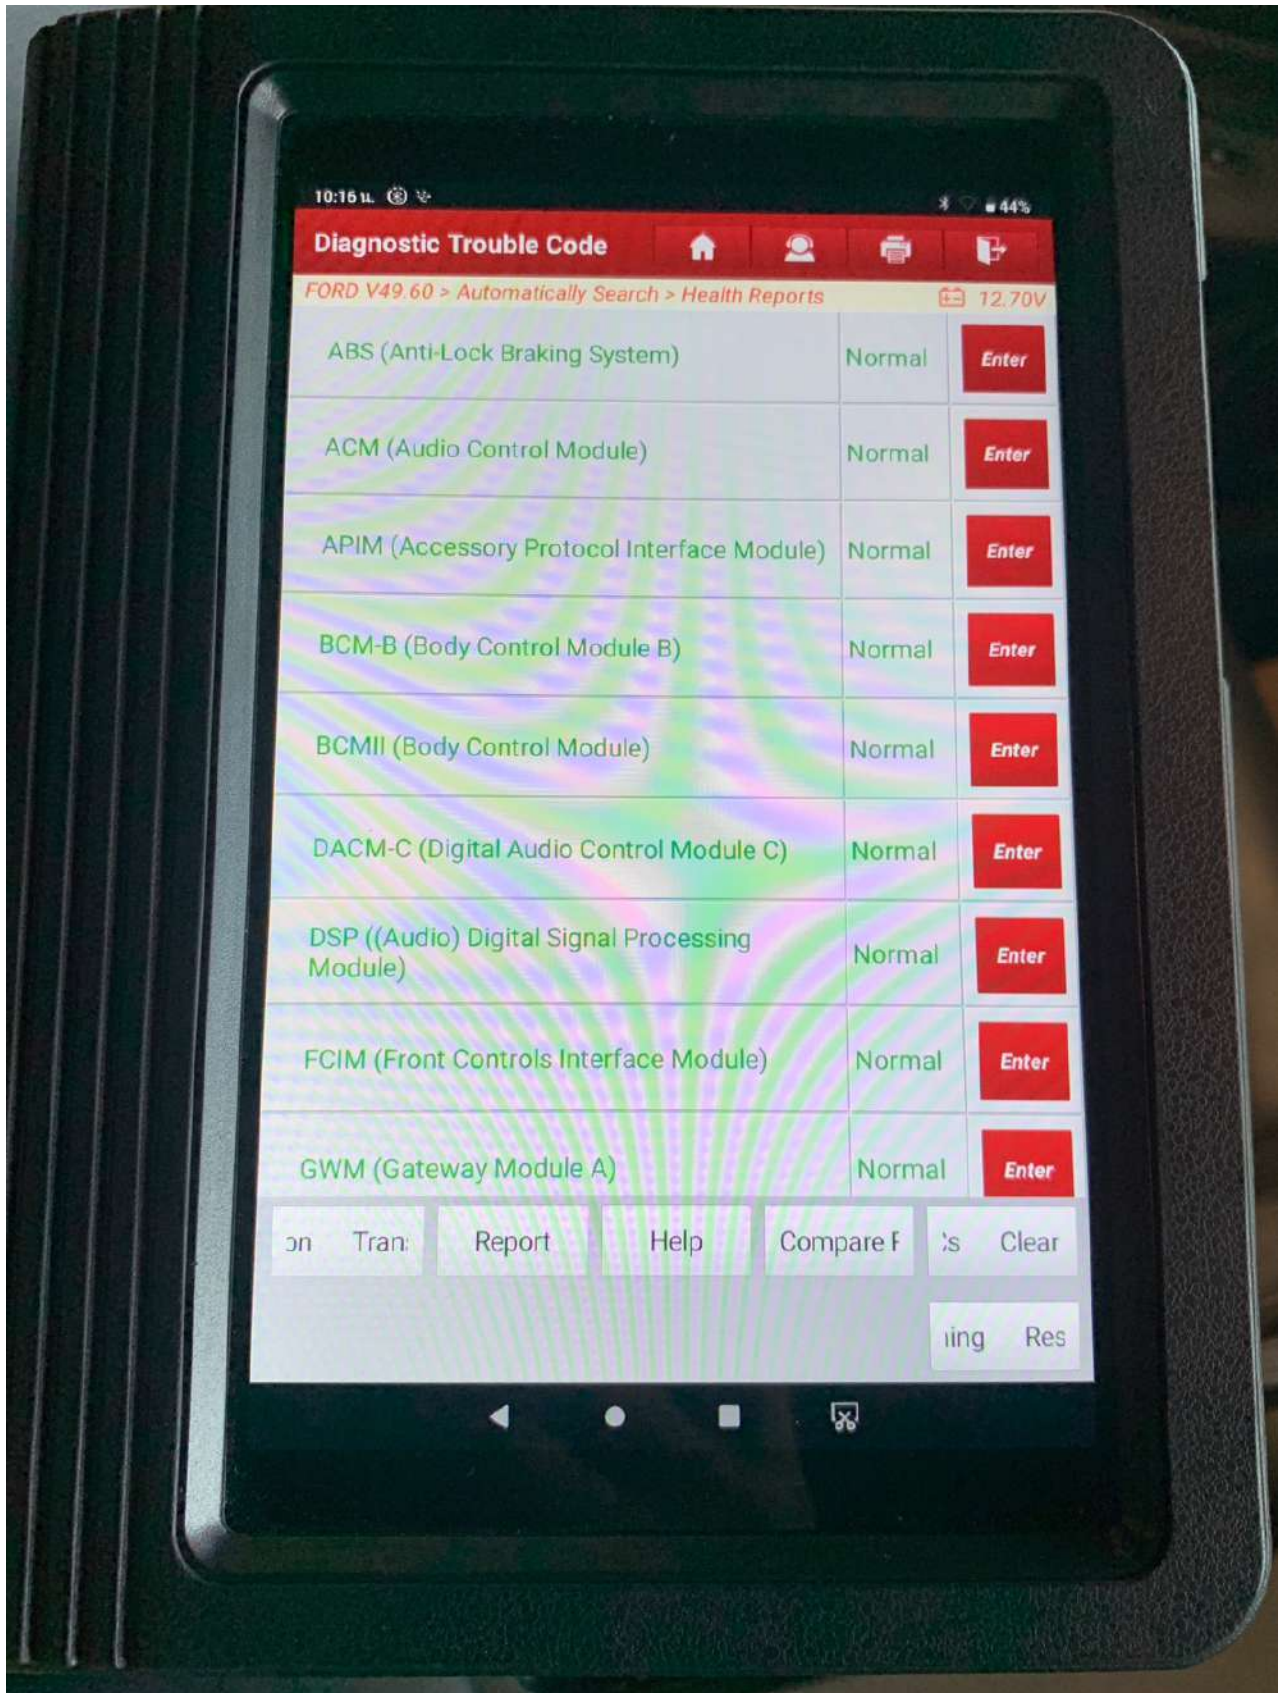 10:16 น.
44%
Diagnostic Trouble Code
FORD V49.60 > Automatically Search > Health Reports
12.70V
ABS (Anti-Lock Braking System) Normal Enter
ACM (Audio Control Module) Normal Enter
APIM (Accessory Protocol Interface Module) Normal Enter
BCM-B (Body Control Module B) Normal Enter
BCMII (Body Control Module) Normal Enter
DACM-C (Digital Audio Control Module C) Normal Enter
DSP ((Audio) Digital Signal Processing
Module) Normal Enter
FCIM (Front Controls Interface Module) Normal Enter
GWM (Gateway Module A) Normal Enter
on Tran Report Help Compare Clear
Res